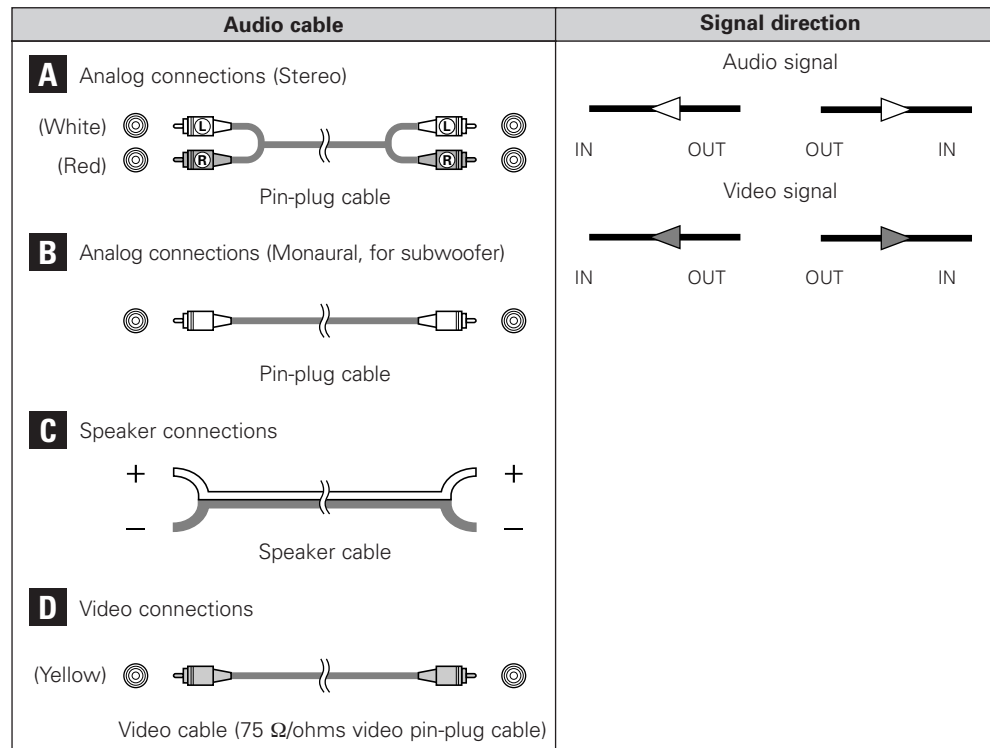 Audio cable
A Analog connections (Stereo)
(White) L L
(Red) R R
Pin-plug cable
B Analog connections (Monaural, for subwoofer)
Pin-plug cable
C Speaker connections
+ +
– –
Speaker cable
D Video connections
(Yellow)
Video cable (75 Ω/ohms video pin-plug cable)
Signal direction
Audio signal
IN OUT OUT IN
Video signal
IN OUT OUT IN